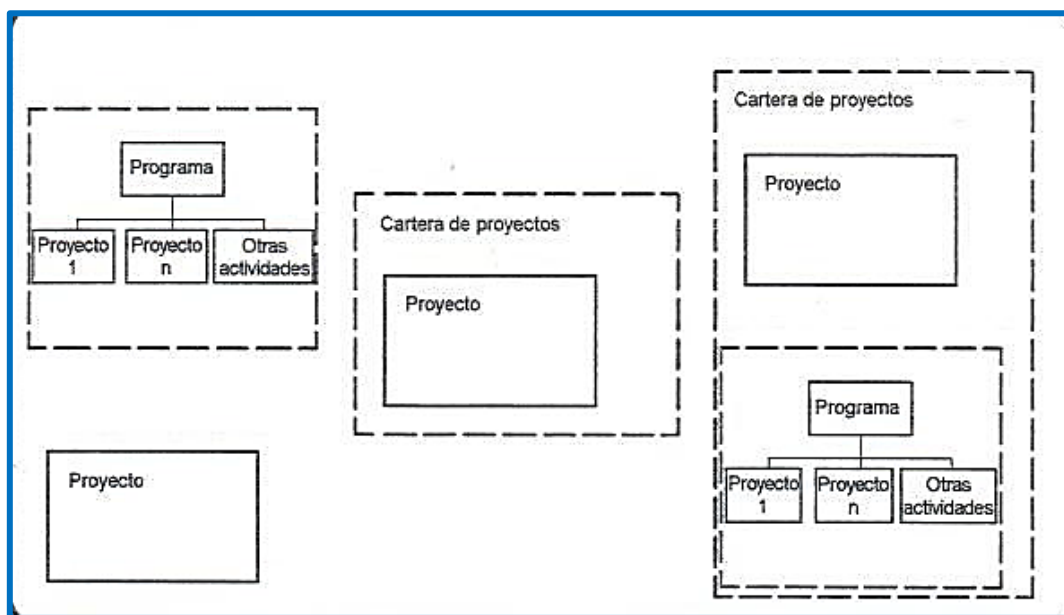 Programa
Proyecto
1
Proyecto
n
Otras
actividades
Proyecto
Cartera de proyectos
Proyecto
Cartera de proyectos
Proyecto
Programa
Proyecto
1
Proyecto
n
Otras
actividades